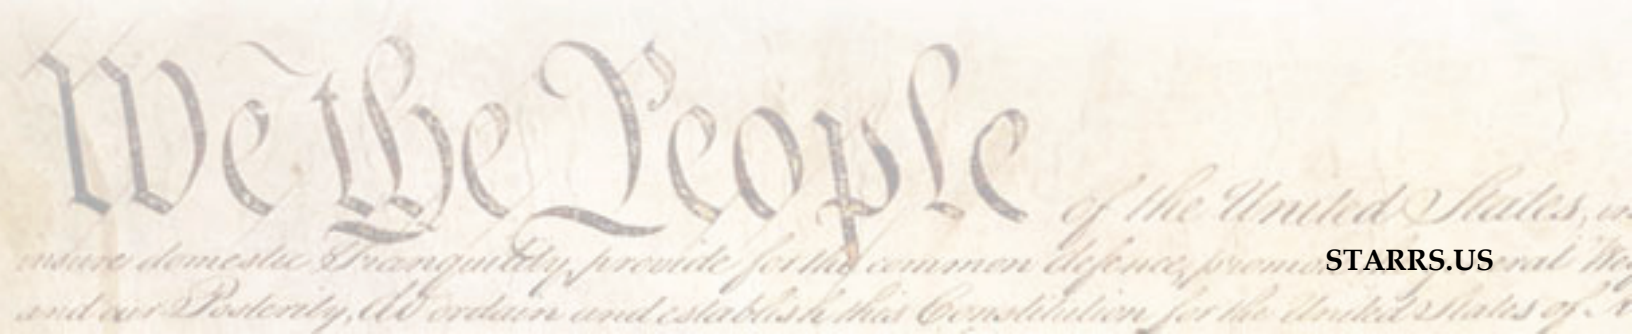 We the People of the United States, in
insure domestic Tranquility, provide for the common defence, promo STARRS.US eral We
and our Posterity, do ordain and establish this Constitution for the United States of A